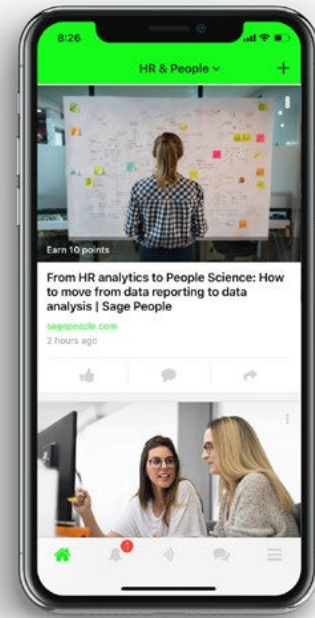 8:26
HR & People
Earn 10 points
From HR analytics to People Science: How
to move from data reporting to data
analysis | Sage People
sagepeople.com
2 hours ago
1